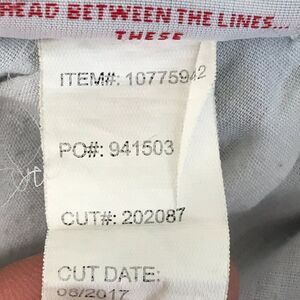 READ BETWEEN THE LINES...
THESE
ITEM#: 10775942
PO#: 941503
CUT#: 202087
CUT DATE:
06/2017